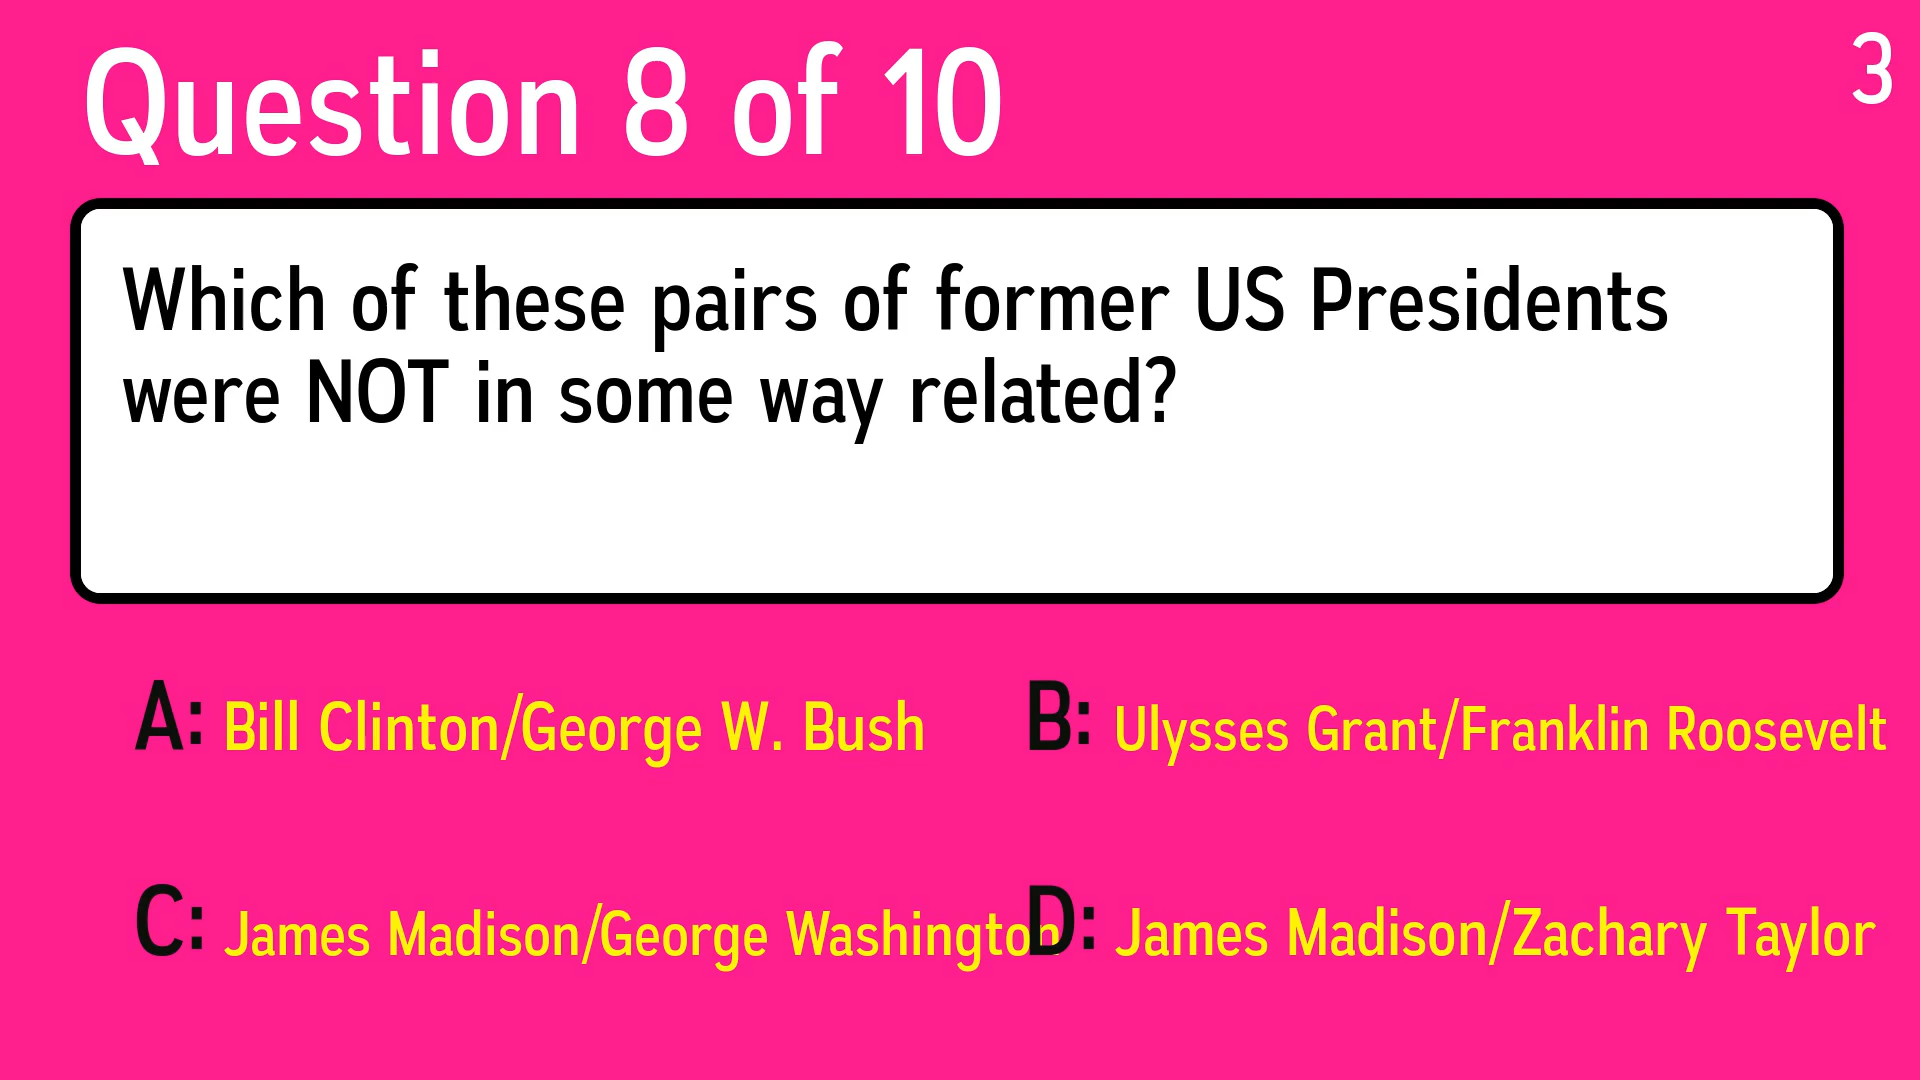 Question 8 of 10
3
Which of these pairs of former US Presidents
were NOT in some way related?
A: Bill Clinton/George W. Bush
B: Ulysses Grant/Franklin Roosevelt
C: James Madison/George Washington
D: James Madison/Zachary Taylor